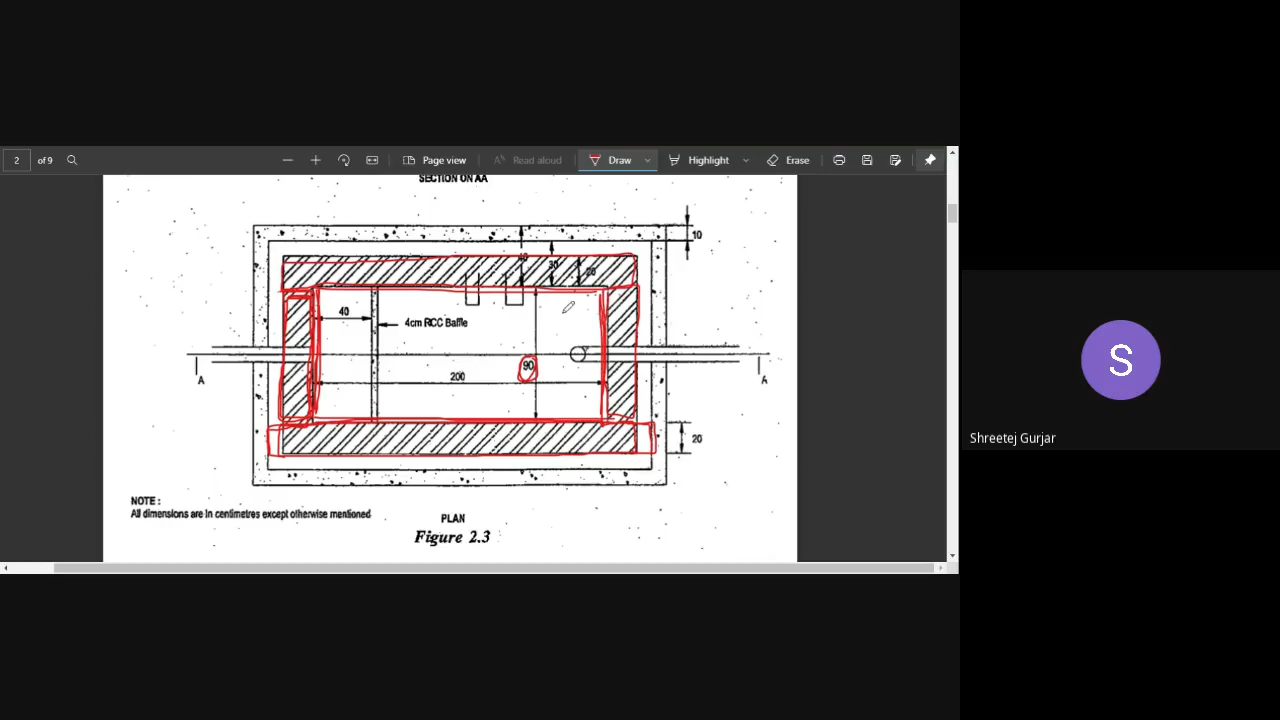 2 of 9 Page view Read aloud Draw Highlight Erase
SECTION ON AA
10
40 30 20
40
4cm RCC Baffle
90
200
A A
20
NOTE :
All dimensions are in centimetres except otherwise mentioned
PLAN
Figure 2.3
S
Shreetej Gurjar